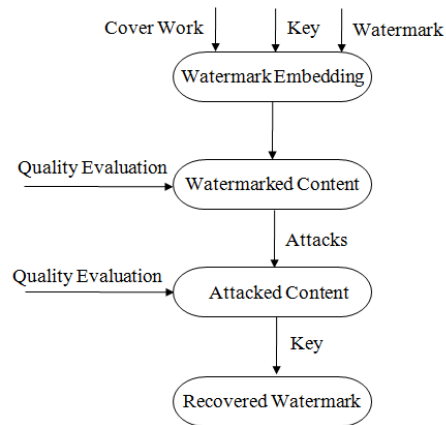 Cover Work Key Watermark
Watermark Embedding
Quality Evaluation
Watermarked Content
Attacks
Quality Evaluation
Attacked Content
Key
Recovered Watermark